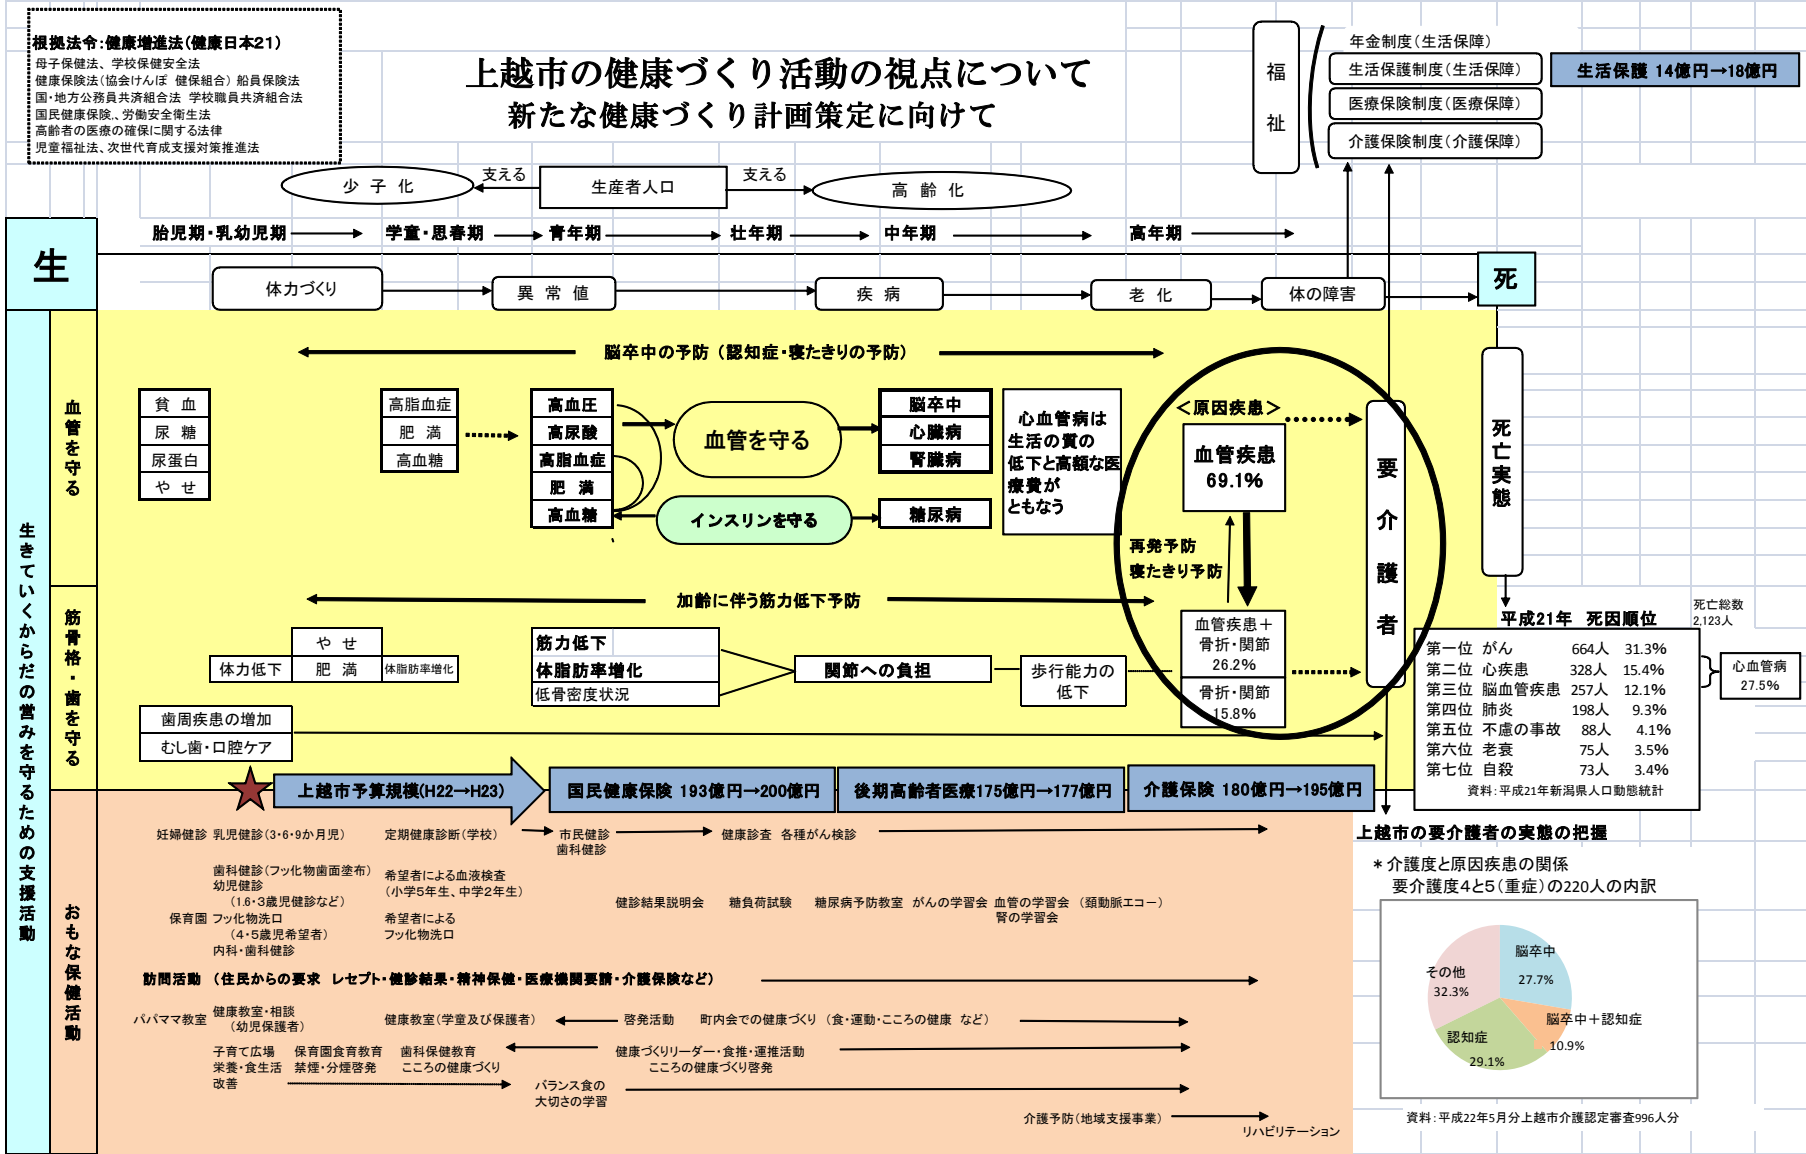 根拠法令:健康増進法(健康日本21)
母子保健法、学校保健安全法
健康保険法(協会けんぽ 健保組合) 船員保険法
国・地方公務員共済組合法 学校職員共済組合法
国民健康保険、、労働安全衛生法
高齢者の医療の確保に関する法律
児童福祉法、次世代育成支援対策推進法
上越市の健康づくり活動の視点について
新たな健康づくり計画策定に向けて
福祉
年金制度(生活保障)
生活保護制度(生活保障)
医療保険制度(医療保障)
介護保険制度(介護保障)
生活保護 14億円→18億円
少 子 化
支える
生産者人口
支える
高 齢 化
胎児期・乳幼児期
学童・思春期
青年期
壮年期
中年期
高年期
生
体力づくり
異 常 値
疾 病
老 化
体の障害
死
生きていくからだの営みを守るための支援活動
血管を守る
脳卒中の予防 (認知症・寝たきりの予防)
貧 血
尿 糖
尿蛋白
や せ
高脂血症
肥 満
高血糖
高血圧
高尿酸
高脂血症
肥 満
高血糖
血管を守る
インスリンを守る
脳卒中
心臓病
腎臓病
糖尿病
心血管病は
生活の質の
低下と高額な医
療費が
ともなう
<原因疾患>
血管疾患
69.1%
再発予防
寝たきり予防
血管疾患+
骨折・関節
26.2%
骨折・関節
15.8%
要介護者
死亡実態
筋骨格・歯を守る
加齢に伴う筋力低下予防
や せ
体力低下
肥 満
体脂肪率増化
筋力低下
体脂肪率増化
低骨密度状況
関節への負担
歩行能力の
低下
歯周疾患の増加
むし歯・口腔ケア
平成21年 死因順位
死亡総数
2,123人
第一位 がん 664人 31.3%
第二位 心疾患 328人 15.4%
第三位 脳血管疾患 257人 12.1%
第四位 肺炎 198人 9.3%
第五位 不慮の事故 88人 4.1%
第六位 老衰 75人 3.5%
第七位 自殺 73人 3.4%
資料:平成21年新潟県人口動態統計
心血管病
27.5%
上越市予算規模(H22→H23)
国民健康保険 193億円→200億円
後期高齢者医療175億円→177億円
介護保険 180億円→195億円
おもな保健活動
妊婦健診
乳児健診(3・6・9か月児)
定期健康診断(学校)
市民健診
歯科健診
健康診査 各種がん検診
歯科健診(フッ化物歯面塗布)
幼児健診
(1.6・3歳児健診など)
保育園
フッ化物洗口
(4・5歳児希望者)
内科・歯科健診
希望者による血液検査
(小学5年生、中学2年生)
希望者による
フッ化物洗口
健診結果説明会
糖負荷試験
糖尿病予防教室
がんの学習会
血管の学習会
腎の学習会
(頚動脈エコー)
訪問活動 (住民からの要求 レセプト・健診結果・精神保健・医療機関要請・介護保険など)
パパママ教室
健康教室・相談
(幼児保護者)
健康教室(学童及び保護者)
啓発活動
町内会での健康づくり (食・運動・こころの健康 など)
子育て広場
栄養・食生活
改善
保育園食育教育
禁煙・分煙啓発
歯科保健教育
こころの健康づくり
健康づくりリーダー・食推・運推活動
こころの健康づくり啓発
バランス食の
大切さの学習
介護予防(地域支援事業)
リハビリテーション
上越市の要介護者の実態の把握
*介護度と原因疾患の関係
要介護度4と5(重症)の220人の内訳
脳卒中
27.7%
脳卒中+認知症
10.9%
認知症
29.1%
その他
32.3%
資料:平成22年5月分上越市介護認定審査996人分